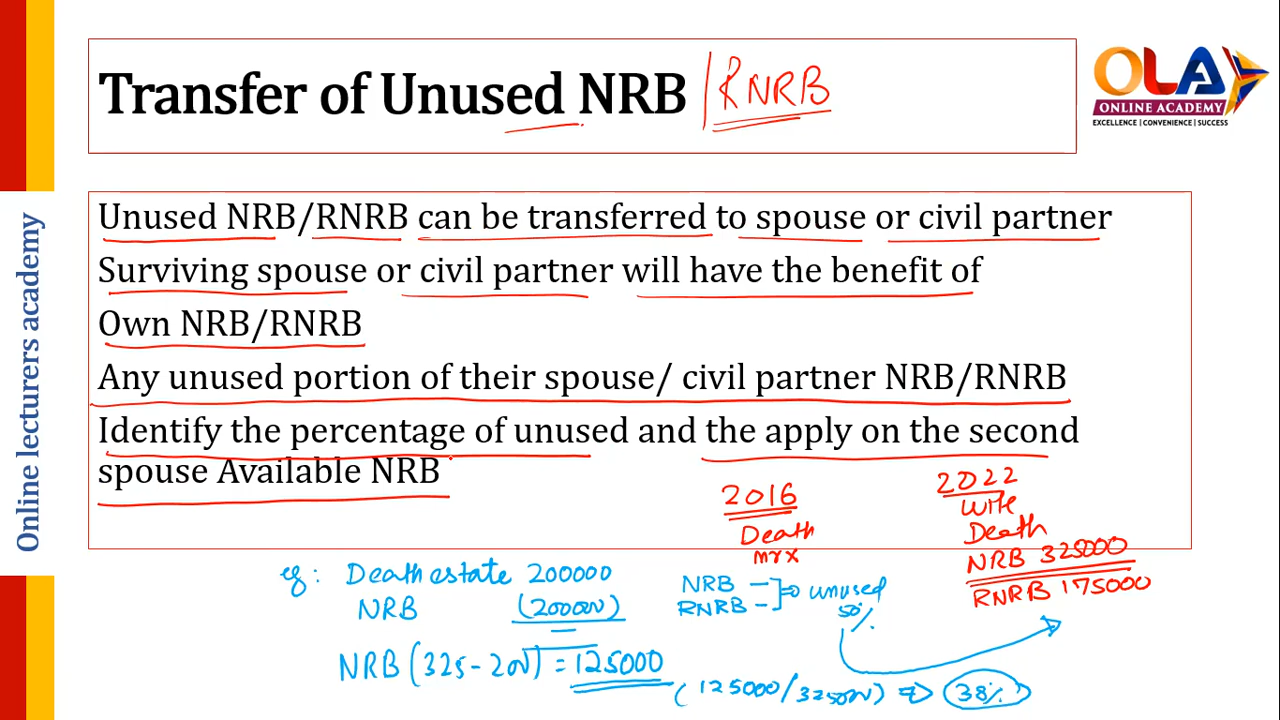 Transfer of Unused NRB / RNRB
OLA
ONLINE ACADEMY
EXCELLENCE | CONVENIENCE | SUCCESS
Online lecturers academy
Unused NRB/RNRB can be transferred to spouse or civil partner
Surviving spouse or civil partner will have the benefit of
Own NRB/RNRB
Any unused portion of their spouse/ civil partner NRB/RNRB
Identify the percentage of unused and the apply on the second
spouse Available NRB
2016
Death
mrx
2022
wife
Death
NRB 325000
RNRB 175000
eg: Death estate 200000
NRB (200000)
NRB (325-200) = 125000
NRB
RNRB
⇒ unused
50%
(125000/325000) ⇒ 38%